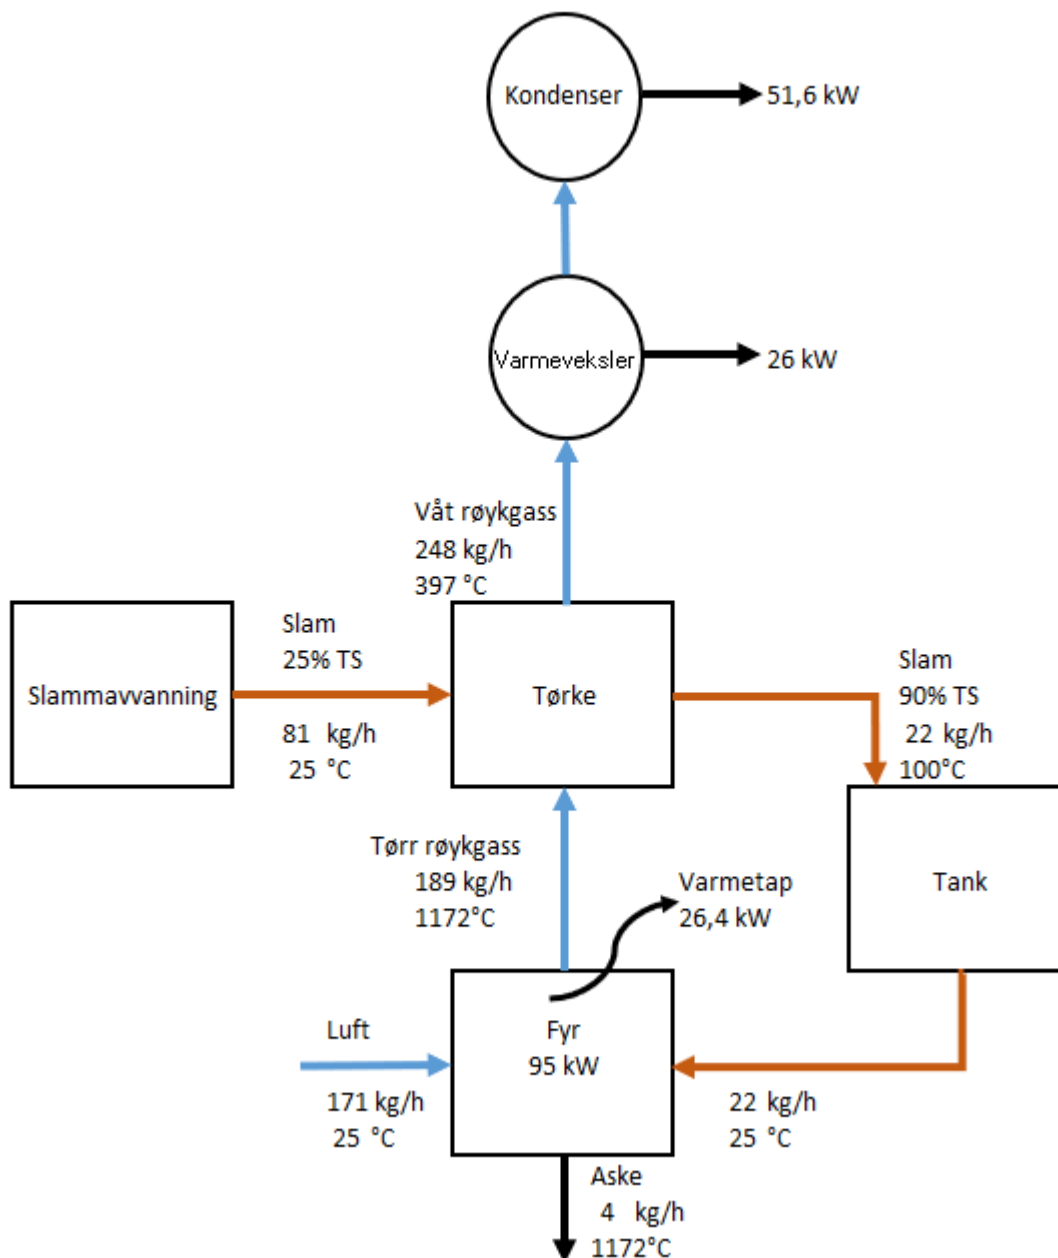 Kondenser
51,6 kW
Varmeveksler
26 kW
Våt røykgass
248 kg/h
397 °C
Slammavvanning
Slam
25% TS
81 kg/h
25 °C
Tørke
Slam
90% TS
22 kg/h
100°C
Tørr røykgass
189 kg/h
1172°C
Varmetap
26,4 kW
Tank
Luft
171 kg/h
25 °C
Fyr
95 kW
22 kg/h
25 °C
Aske
4 kg/h
1172°C